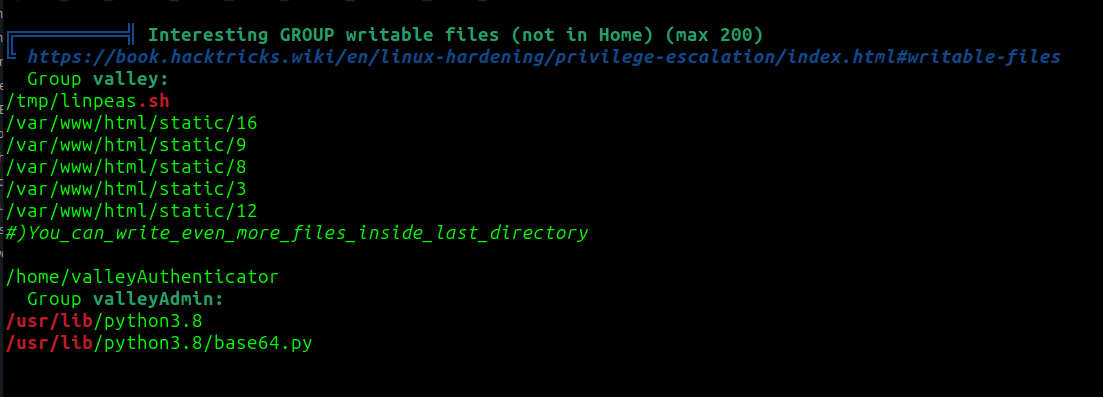 Interesting GROUP writable files (not in Home) (max 200)
https://book.hacktricks.wiki/en/linux-hardening/privilege-escalation/index.html#writable-files
Group valley:
/tmp/linpeas.sh
/var/www/html/static/16
/var/www/html/static/9
/var/www/html/static/8
/var/www/html/static/3
/var/www/html/static/12
#)You_can_write_even_more_files_inside_last_directory
/home/valleyAuthenticator
Group valleyAdmin:
/usr/lib/python3.8
/usr/lib/python3.8/base64.py